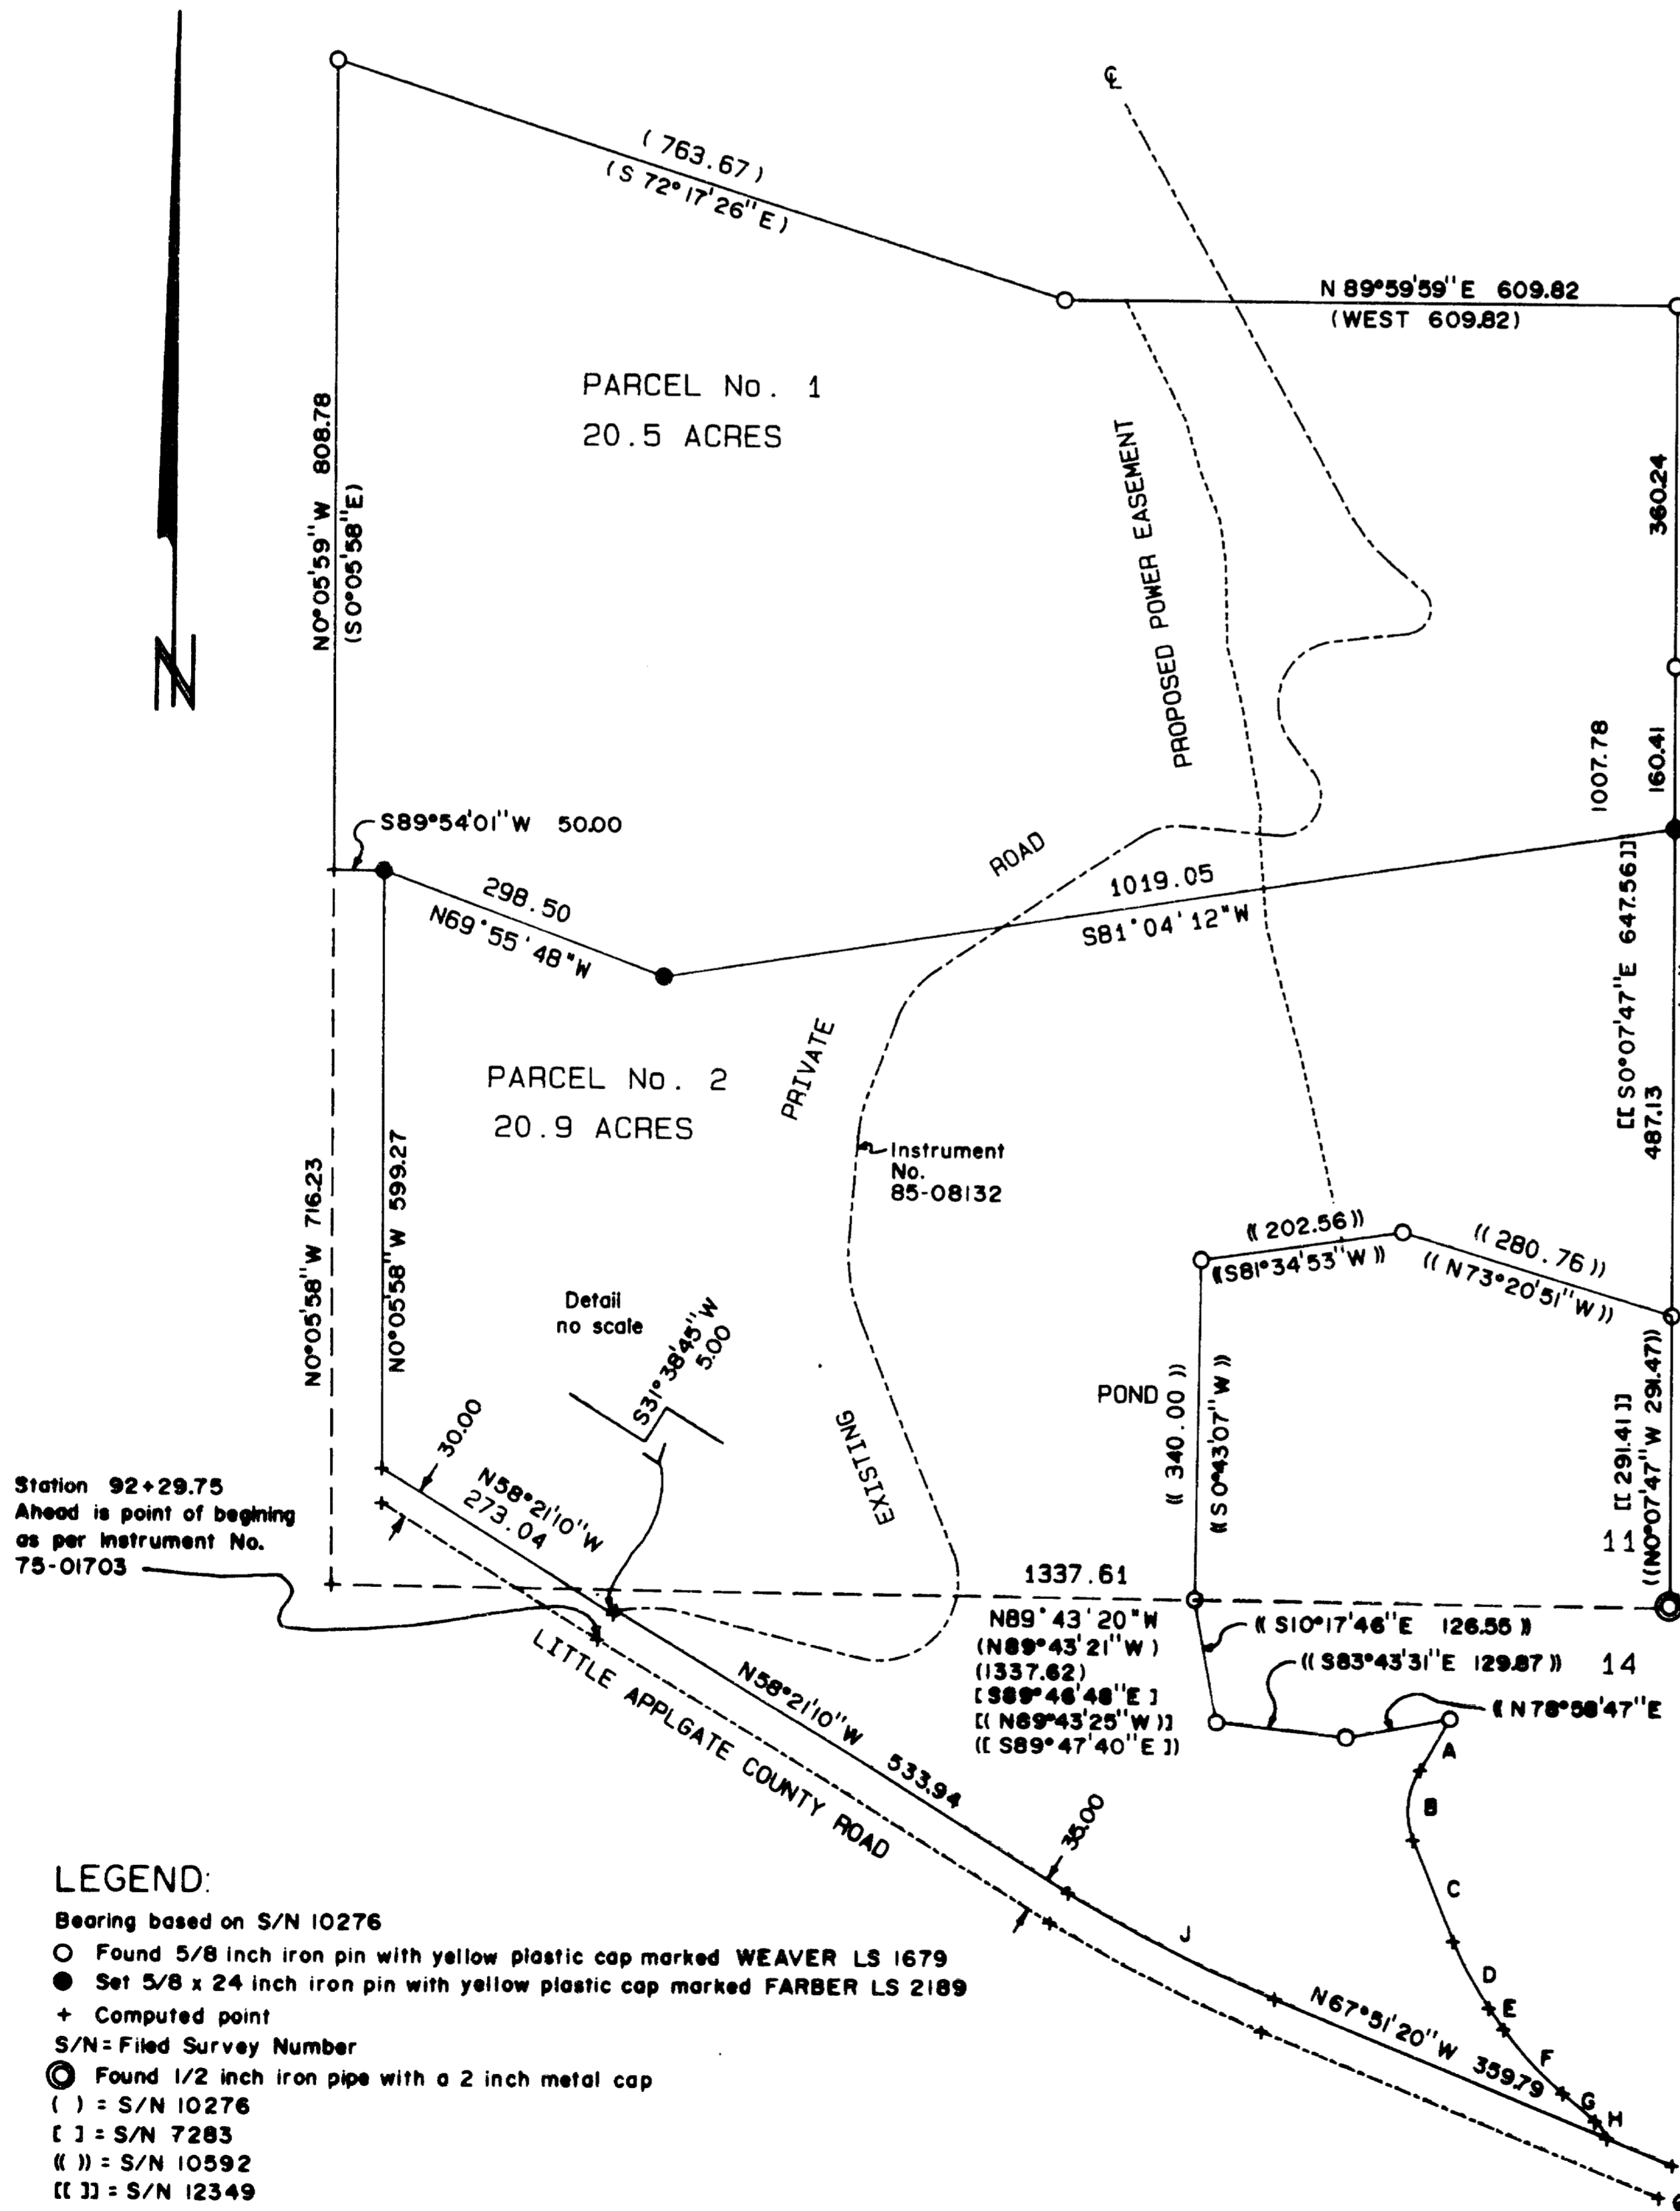 ℄
( 763.67 )
( S 72°17'26" E )
N 89°59'59" E 609.82
(WEST 609.82)
PARCEL No. 1
20.5 ACRES
N0°05'59" W 808.78
(S 0°05'58" E)
PROPOSED POWER EASEMENT
360.24
N
1007.78
160.41
S89°54'01" W 50.00
298.50
N69°55'48"W
ROAD
1019.05
S81°04'12"W
[[ S0°07'47"E 647.56]]
487.13
PRIVATE
PARCEL No. 2
20.9 ACRES
Instrument
No.
85-08132
N0°05'58" W 716.23
N0°05'58" W 599.27
(( 202.56 ))
((S81°34'53" W ))
(( 280.76 ))
(( N73°20'51" W ))
Detail
no scale
S31°38'45" W
5.00
POND
(( 340.00 ))
((S 0°43'07" W ))
11
[[ 291.41 ]]
((N0°07'47" W 291.47))
EXISTING
30.00
N58°21'10" W
273.04
Station 92+29.75
Ahead is point of begining
as per Instrument No.
75-01703
1337.61
N89°43'20"W
(N89°43'21"W )
(1337.62)
[ S89°46'48"E ]
[( N89°43'25"W )]
([ S89°47'40"E ])
(( S10°17'46"E 126.55 ))
(( S83°43'31"E 129.87 ))
14
(( N78°58'47"E
LITTLE APPLGATE COUNTY ROAD
N58°21'10" W 533.94
35.00
A
B
C
D
E
F
G
H
J
N67°51'20" W 359.79
LEGEND:
Bearing based on S/N 10276
Found 5/8 inch iron pin with yellow plastic cap marked WEAVER LS 1679
Set 5/8 x 24 inch iron pin with yellow plastic cap marked FARBER LS 2189
+ Computed point
S/N = Filed Survey Number
Found 1/2 inch iron pipe with a 2 inch metal cap
( ) = S/N 10276
[ ] = S/N 7283
(( )) = S/N 10592
[[ ]] = S/N 12349